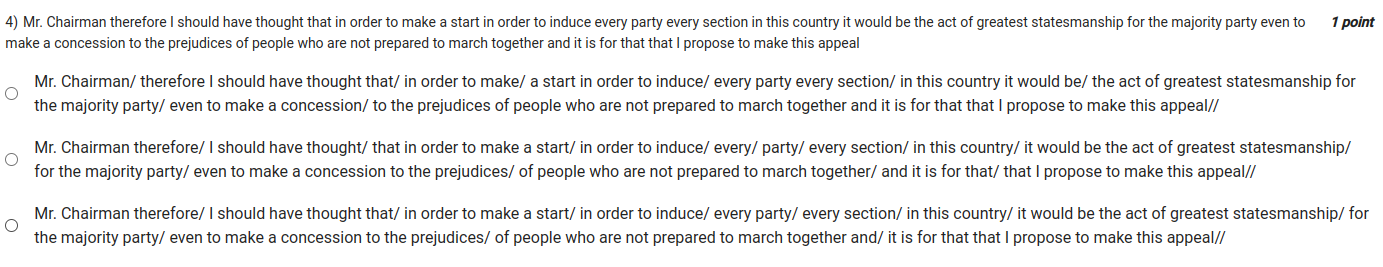 4) Mr. Chairman therefore I should have thought that in order to make a start in order to induce every party every section in this country it would be the act of greatest statesmanship for the majority party even to 1 point
make a concession to the prejudices of people who are not prepared to march together and it is for that that I propose to make this appeal
Mr. Chairman/ therefore I should have thought that/ in order to make/ a start in order to induce/ every party every section/ in this country it would be/ the act of greatest statesmanship for
the majority party/ even to make a concession/ to the prejudices of people who are not prepared to march together and it is for that that I propose to make this appeal//
Mr. Chairman therefore/ I should have thought/ that in order to make a start/ in order to induce/ every/ party/ every section/ in this country/ it would be the act of greatest statesmanship/
for the majority party/ even to make a concession to the prejudices/ of people who are not prepared to march together/ and it is for that/ that I propose to make this appeal//
Mr. Chairman therefore/ I should have thought that/ in order to make a start/ in order to induce/ every party/ every section/ in this country/ it would be the act of greatest statesmanship/ for
the majority party/ even to make a concession to the prejudices/ of people who are not prepared to march together and/ it is for that that I propose to make this appeal//